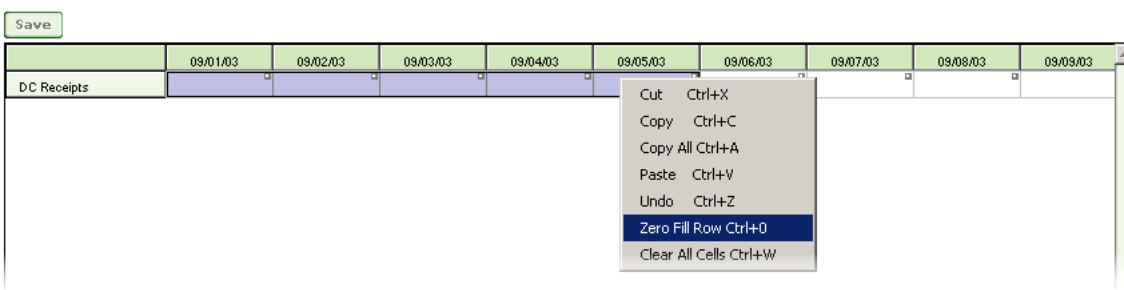 Save
09/01/03 09/02/03 09/03/03 09/04/03 09/05/03 09/06/03 09/07/03 09/08/03 09/09/03
DC Receipts
Cut Ctrl+X
Copy Ctrl+C
Copy All Ctrl+A
Paste Ctrl+V
Undo Ctrl+Z
Zero Fill Row Ctrl+0
Clear All Cells Ctrl+W